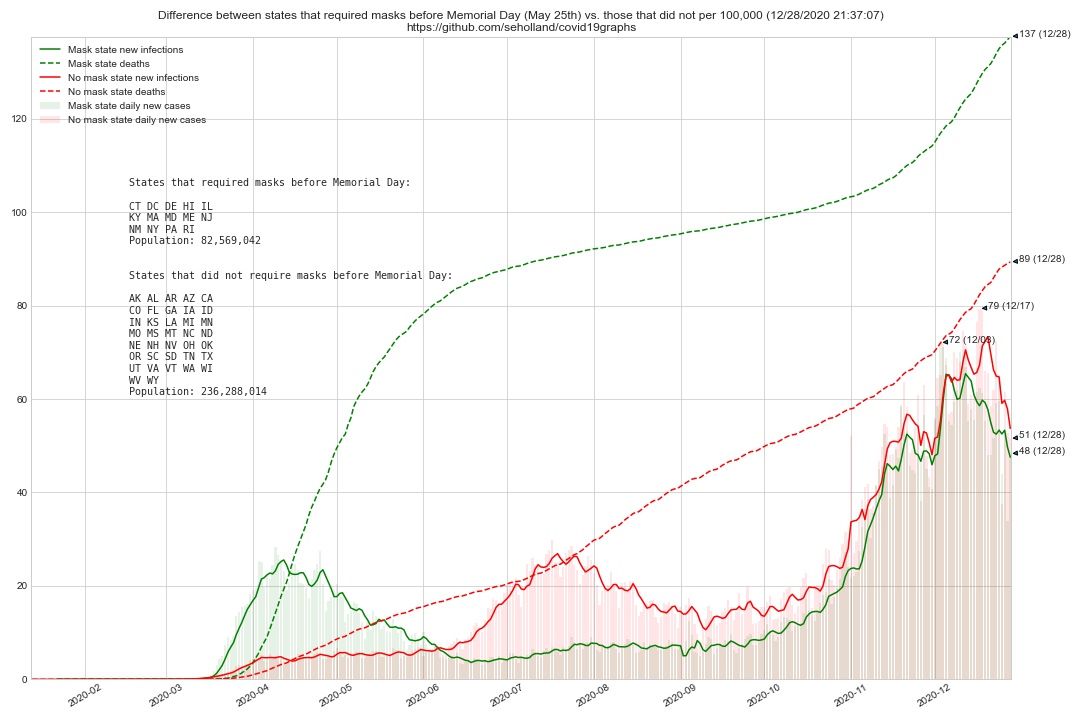 Difference between states that required masks before Memorial Day (May 25th) vs. those that did not per 100,000 (12/28/2020 21:37:07)
https://github.com/seholland/covid19graphs
Mask state new infections
Mask state deaths
No mask state new infections
No mask state deaths
Mask state daily new cases
No mask state daily new cases
States that required masks before Memorial Day:
CT DC DE HI IL
KY MA MD ME NJ
NM NY PA RI
Population: 82,569,042
States that did not require masks before Memorial Day:
AK AL AR AZ CA
CO FL GA IA ID
IN KS LA MI MN
MO MS MT NC ND
NE NH NV OH OK
OR SC SD TN TX
UT VA VT WA WI
WV WY
Population: 236,288,014
137 (12/28)
89 (12/28)
79 (12/17)
72 (12/03)
51 (12/28)
48 (12/28)
120
100
80
60
40
20
0
2020-02
2020-03
2020-04
2020-05
2020-06
2020-07
2020-08
2020-09
2020-10
2020-11
2020-12